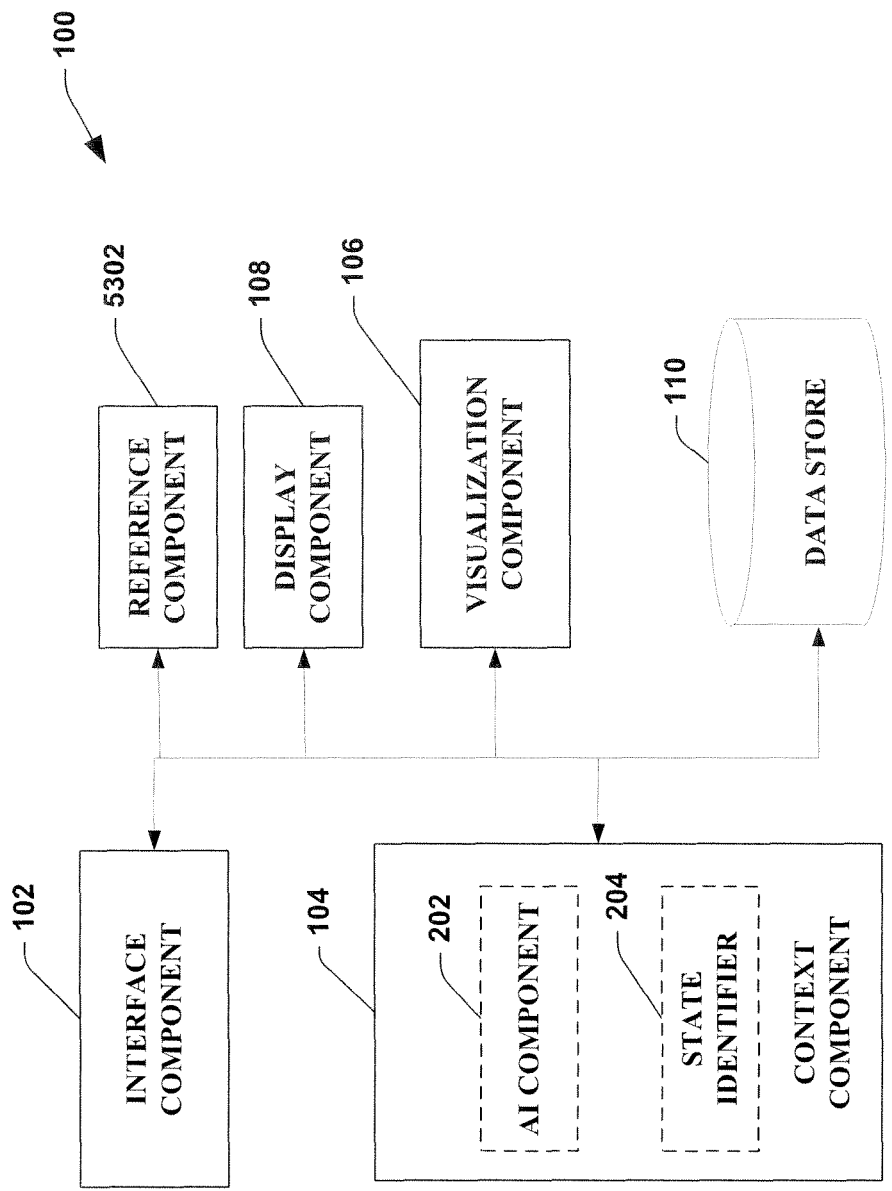 100
102
INTERFACE
COMPONENT
5302
REFERENCE
COMPONENT
108
DISPLAY
COMPONENT
104
106
VISUALIZATION
COMPONENT
202
AI COMPONENT
204
STATE
IDENTIFIER
CONTEXT
COMPONENT
110
DATA STORE